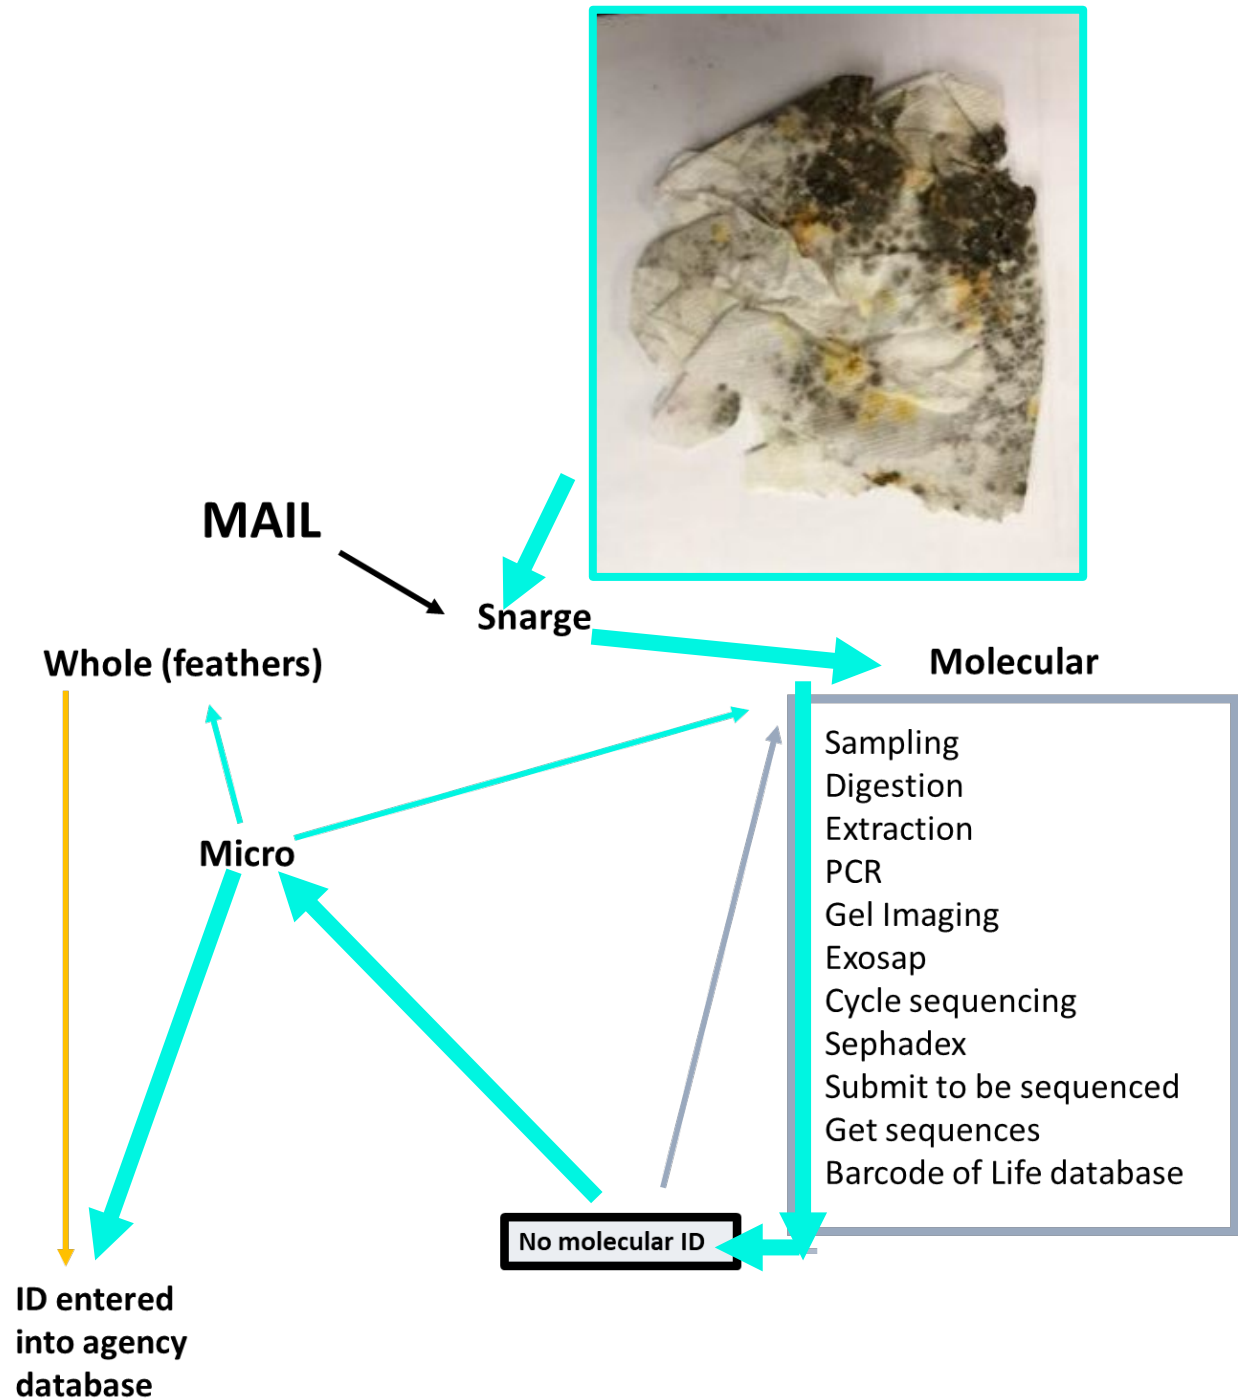 MAIL
Snarge
Whole (feathers)
Molecular
Sampling
Digestion
Extraction
PCR
Gel Imaging
Exosap
Cycle sequencing
Sephadex
Submit to be sequenced
Get sequences
Barcode of Life database
Micro
No molecular ID
ID entered
into agency
database